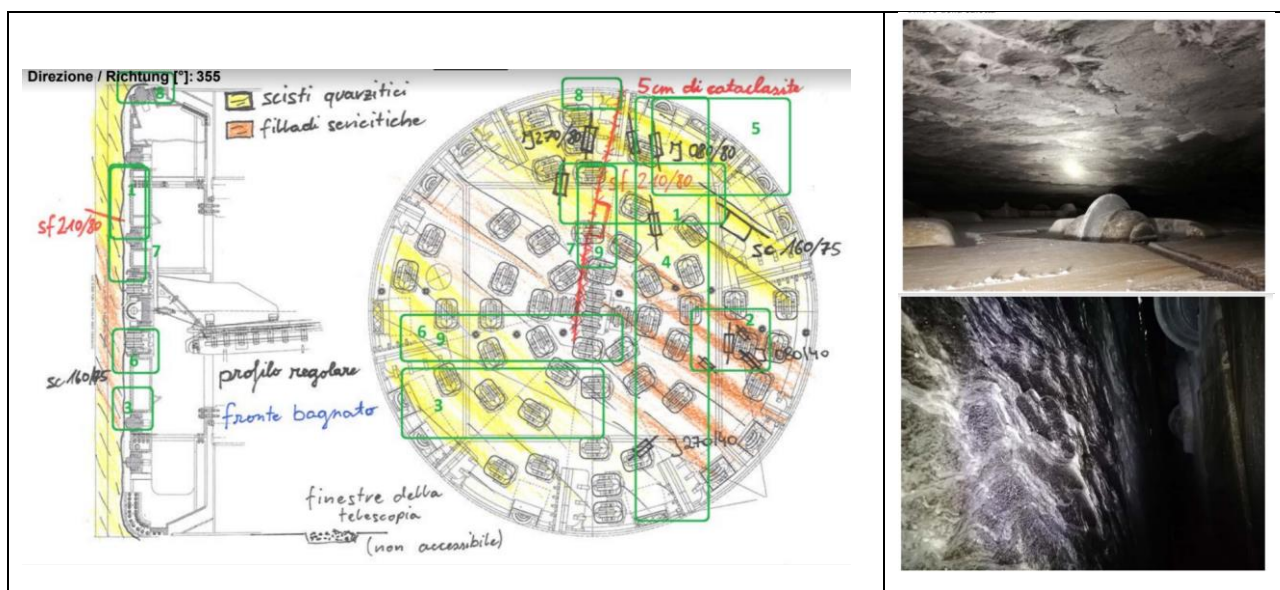 Direzione / Richtung [°]: 355
scisti quarzitici
filladi sericitiche
5 cm di cataclasite
8
8
5
J 270/80
J 080/80
1
sf 210/80
1
sf 210/80
7
7
9
4
sc 160/75
6
9
2
J 080/40
6
sc 160/75
profilo regolare
3
3
fronte bagnato
J 270/40
finestre della
telescopia
(non accessibile)